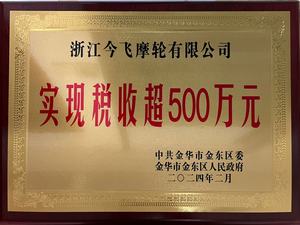 浙江今飞摩轮有限公司
实现税收超500万元
中共金华市金东区委
金华市金东区人民政府
二〇二四年二月